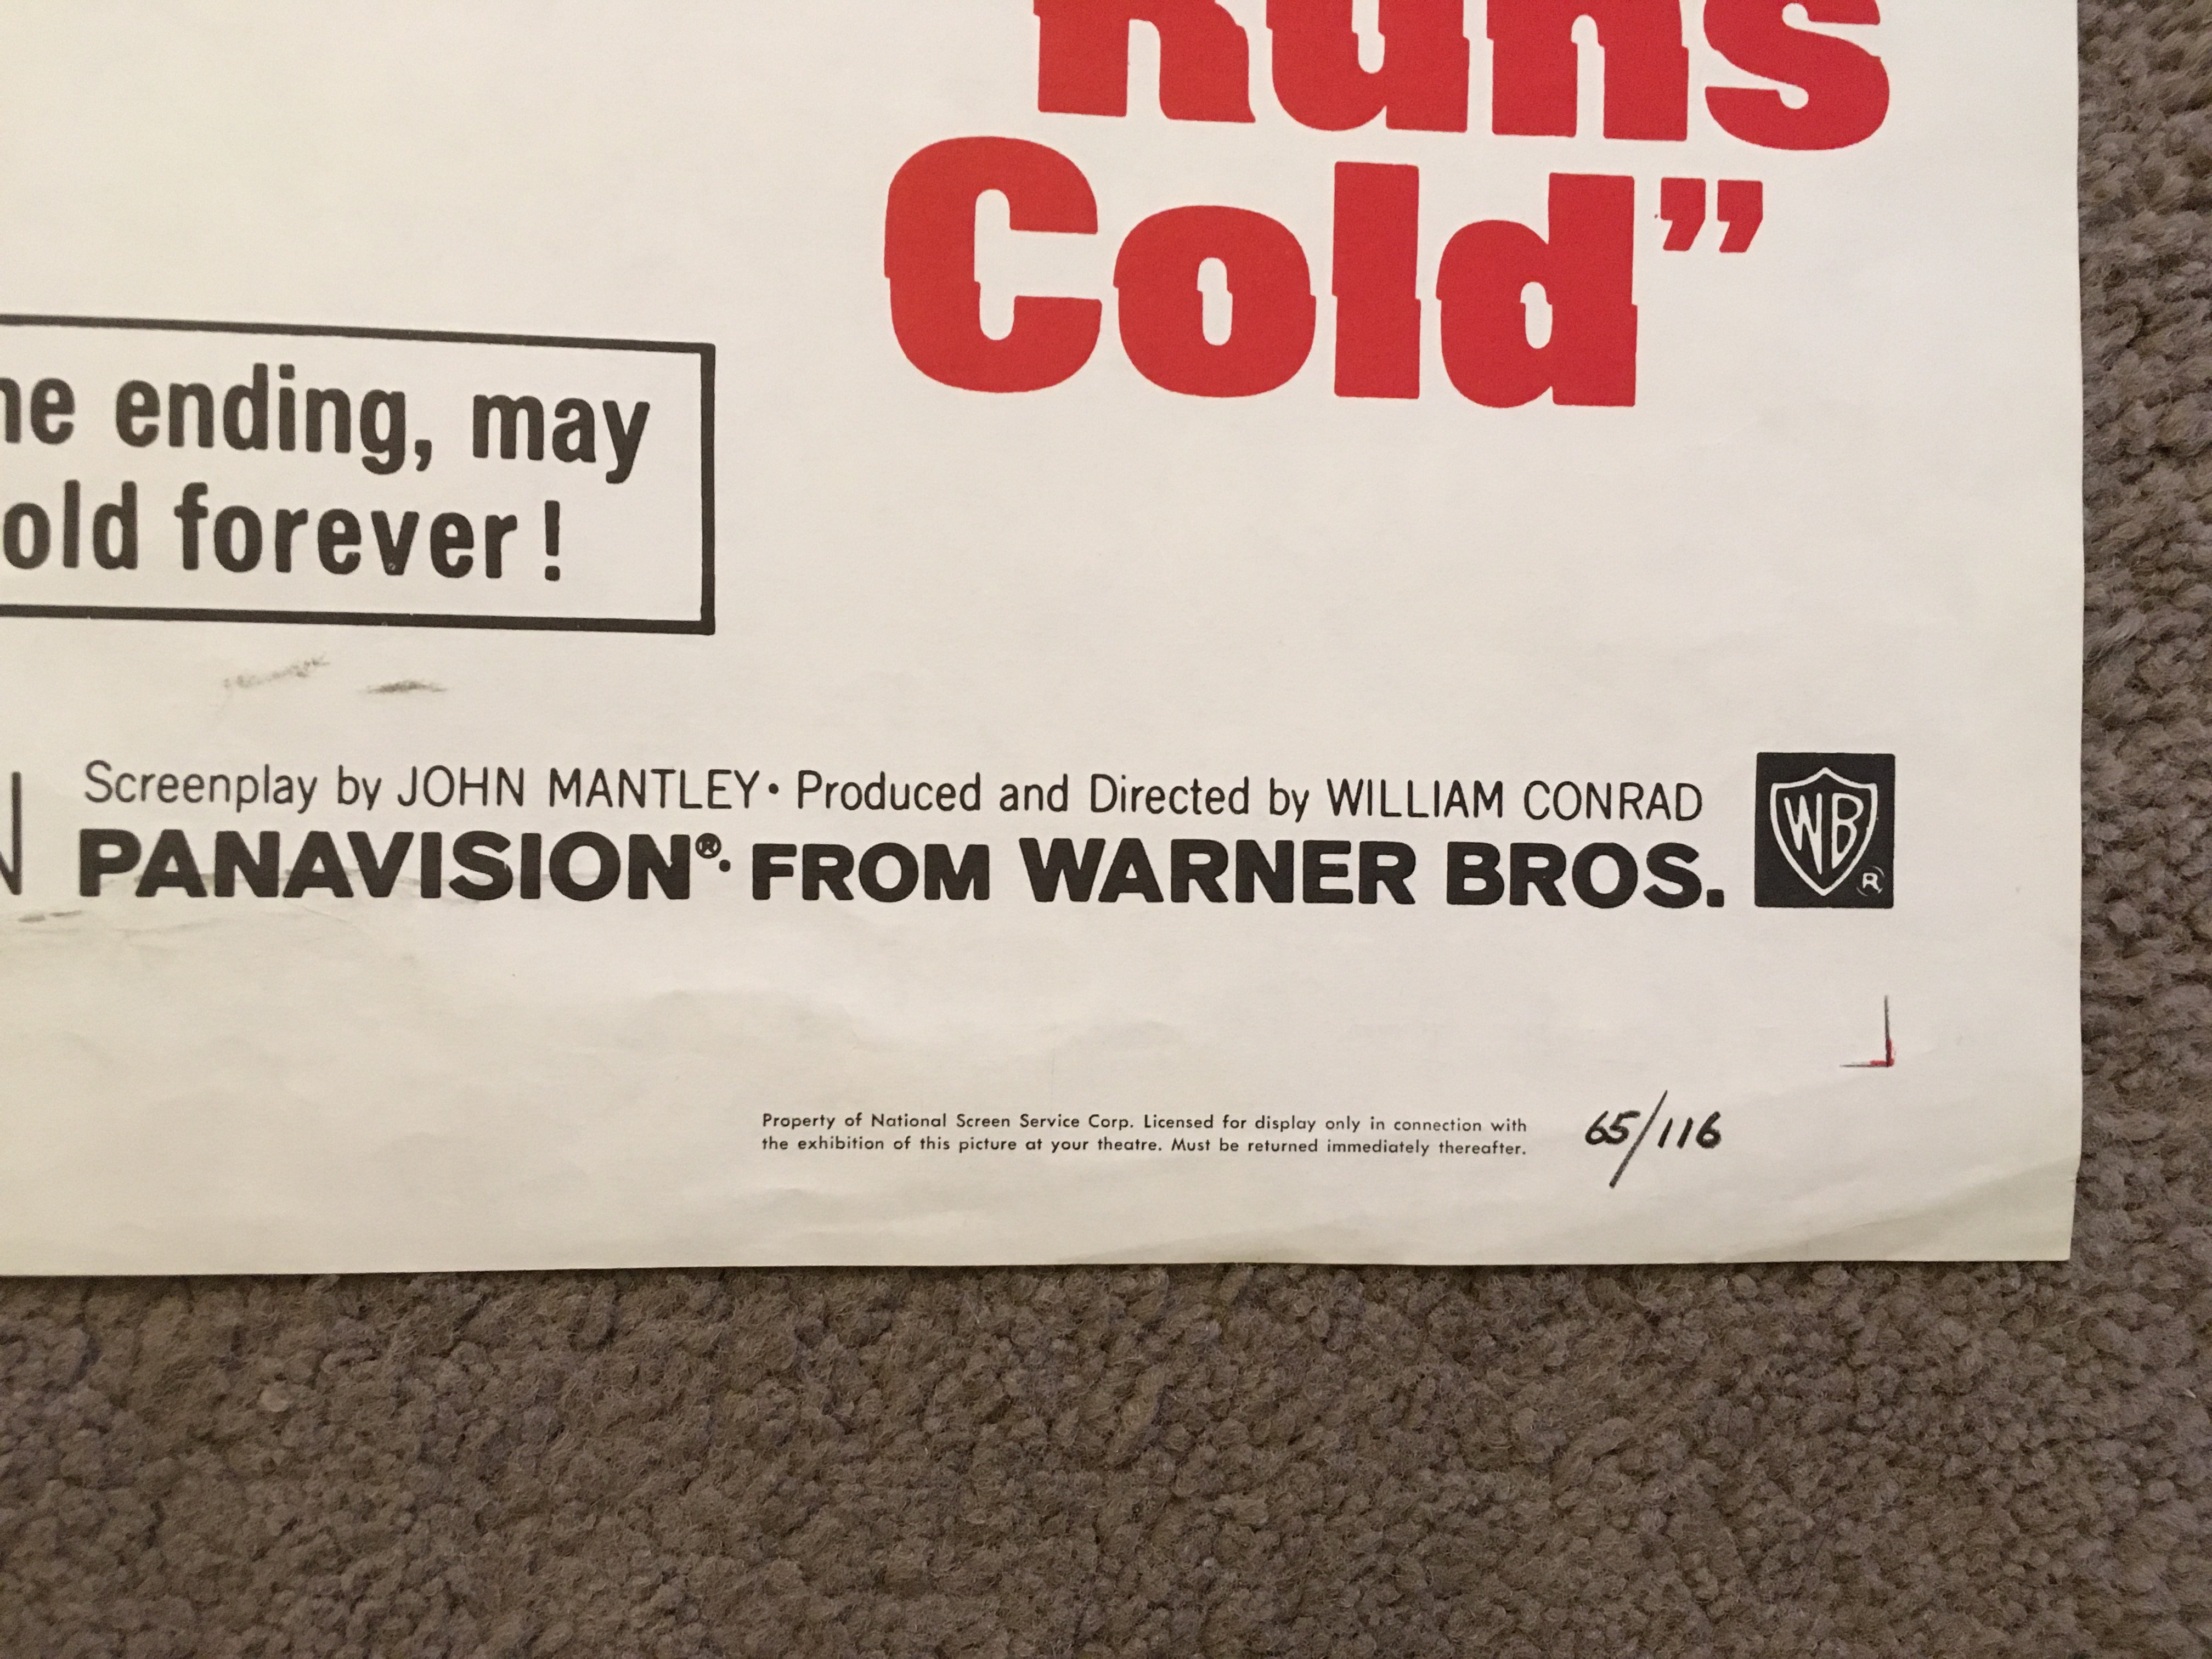 Runs
Cold”
he ending, may
old forever!
Screenplay by JOHN MANTLEY • Produced and Directed by WILLIAM CONRAD
N PANAVISION®• FROM WARNER BROS.
WB ®
Property of National Screen Service Corp. Licensed for display only in connection with
the exhibition of this picture at your theatre. Must be returned immediately thereafter.
65/116